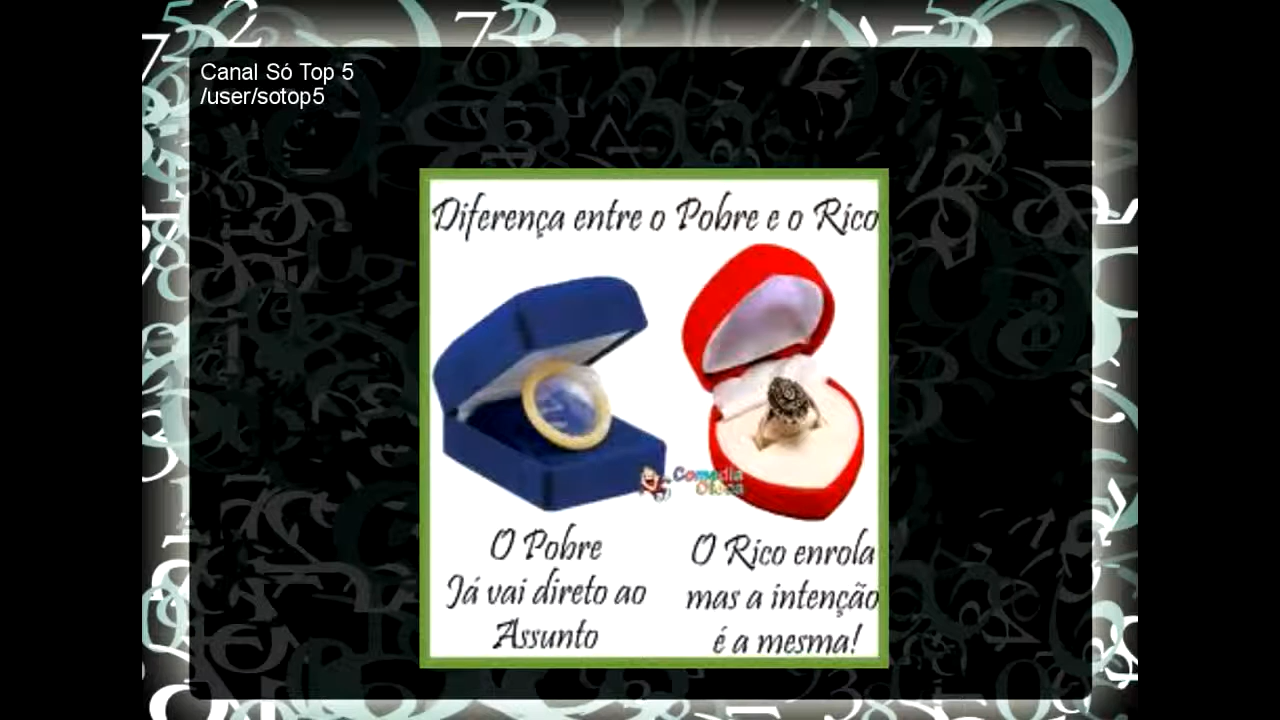 Canal Só Top 5
/user/sotop5
Diferença entre o Pobre e o Rico
Comedia
O Pobre
Já vai direto ao
Assunto
O Rico enrola
mas a intenção
é a mesma!